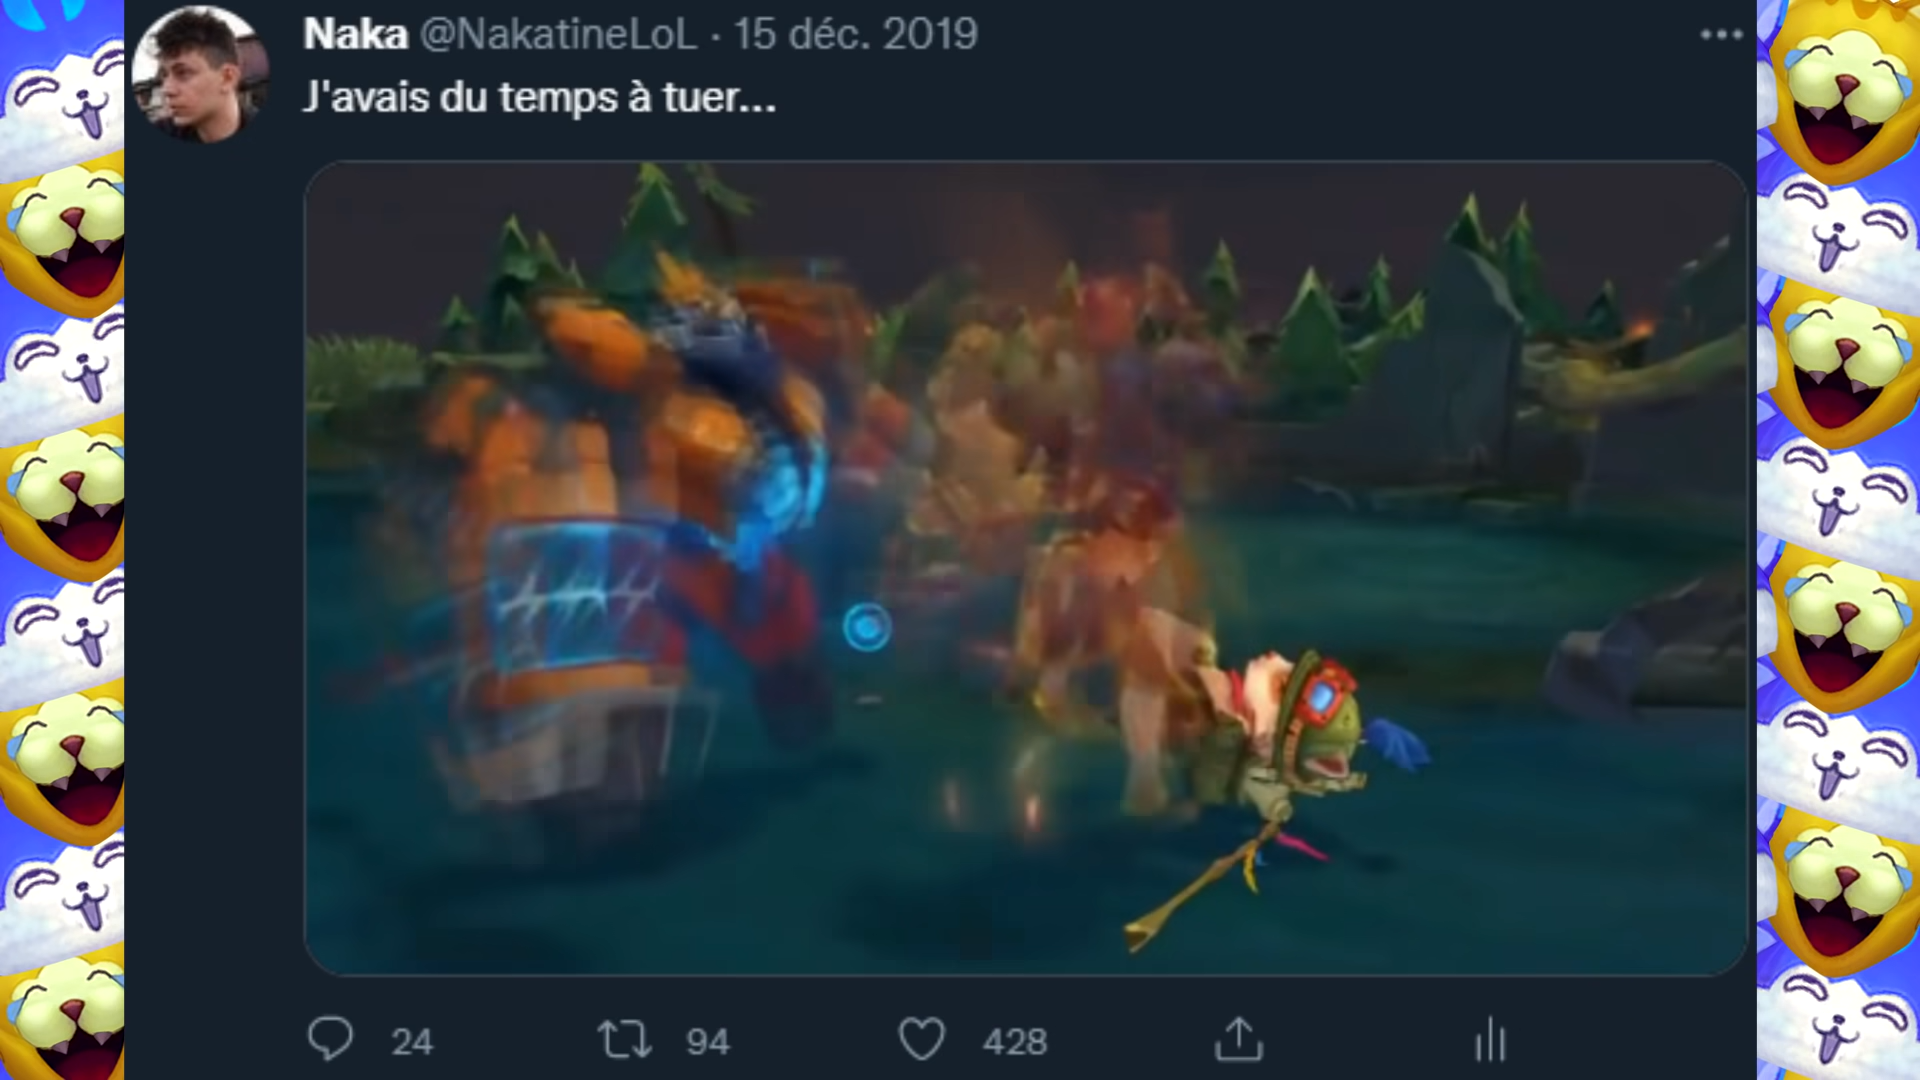 Naka @NakatineLoL · 15 déc. 2019
J'avais du temps à tuer...
24 94 428